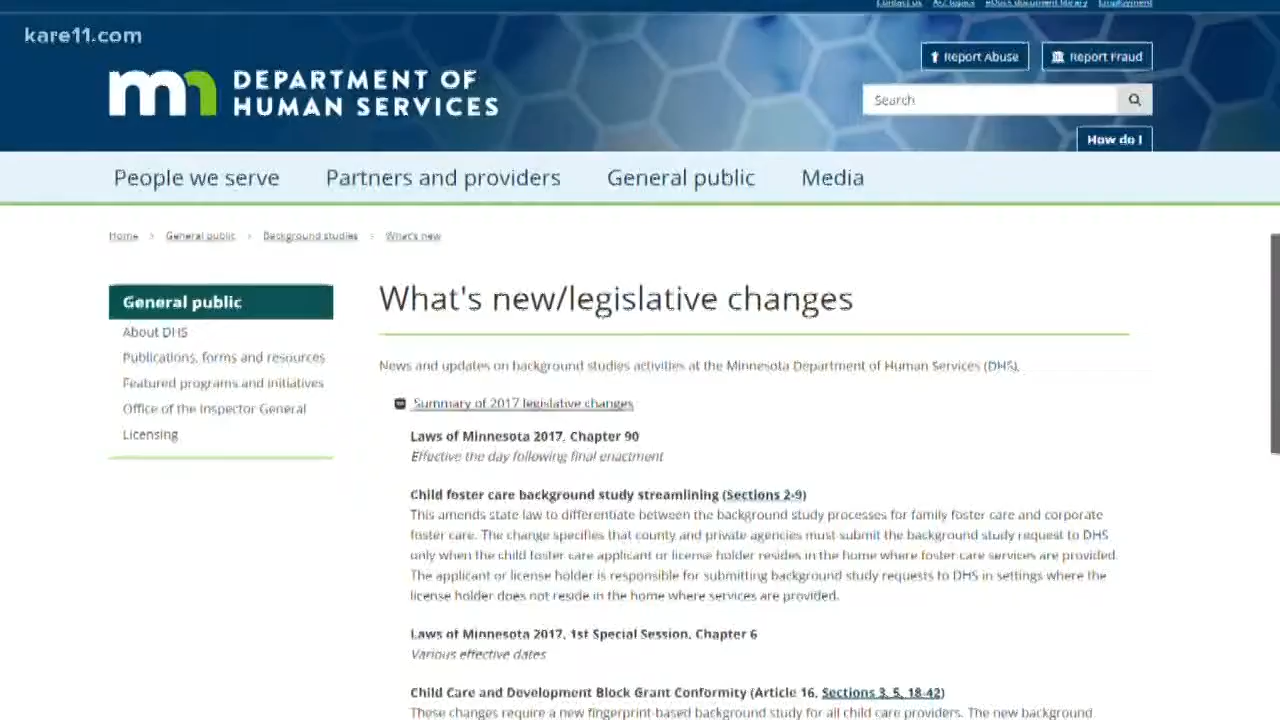 Contact us A-Z topics eDocs document library Employment
kare11.com
Report Abuse Report Fraud
mn DEPARTMENT OF
HUMAN SERVICES
Search
How do I
People we serve Partners and providers General public Media
Home > General public > Background studies > What's new
General public
About DHS
Publications, forms and resources
Featured programs and initiatives
Office of the Inspector General
Licensing
What's new/legislative changes
News and updates on background studies activities at the Minnesota Department of Human Services (DHS).
Summary of 2017 legislative changes
Laws of Minnesota 2017, Chapter 90
Effective the day following final enactment
Child foster care background study streamlining (Sections 2-9)
This amends state law to differentiate between the background study processes for family foster care and corporate
foster care. The change specifies that county and private agencies must submit the background study request to DHS
only when the child foster care applicant or license holder resides in the home where foster care services are provided.
The applicant or license holder is responsible for submitting background study requests to DHS in settings where the
license holder does not reside in the home where services are provided.
Laws of Minnesota 2017, 1st Special Session, Chapter 6
Various effective dates
Child Care and Development Block Grant Conformity (Article 16, Sections 3, 5, 18-42)
These changes require a new fingerprint-based background study for all child care providers. The new background